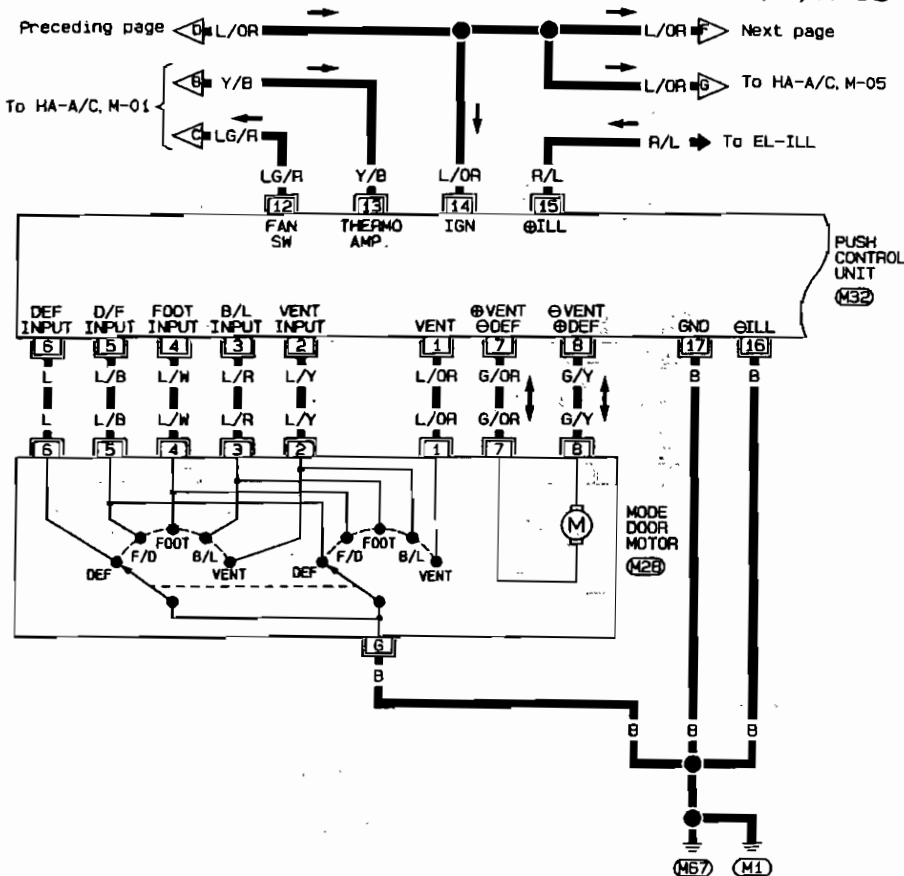 Preceding page D L/OR L/OR F Next page
B Y/B L/OR G To HA-A/C, M-05
To HA-A/C, M-01
C LG/R R/L To EL-ILL
LG/R Y/B L/OR R/L
12 13 14 15
FAN SW THERMO AMP. IGN ⊕ILL
PUSH CONTROL UNIT
M32
DEF INPUT D/F INPUT FOOT INPUT B/L INPUT VENT INPUT VENT ⊕VENT ⊖DEF ⊖VENT ⊕DEF GND ⊖ILL
6 5 4 3 2 1 7 8 17 16
L L/B L/W L/R L/Y L/OR G/OR G/Y B B
L L/B L/W L/R L/Y L/OR G/OR G/Y
6 5 4 3 2 1 7 8
M
MODE DOOR MOTOR
M28
DEF F/D FOOT B/L VENT DEF F/D FOOT B/L VENT
G
B
B B B
M67 M1